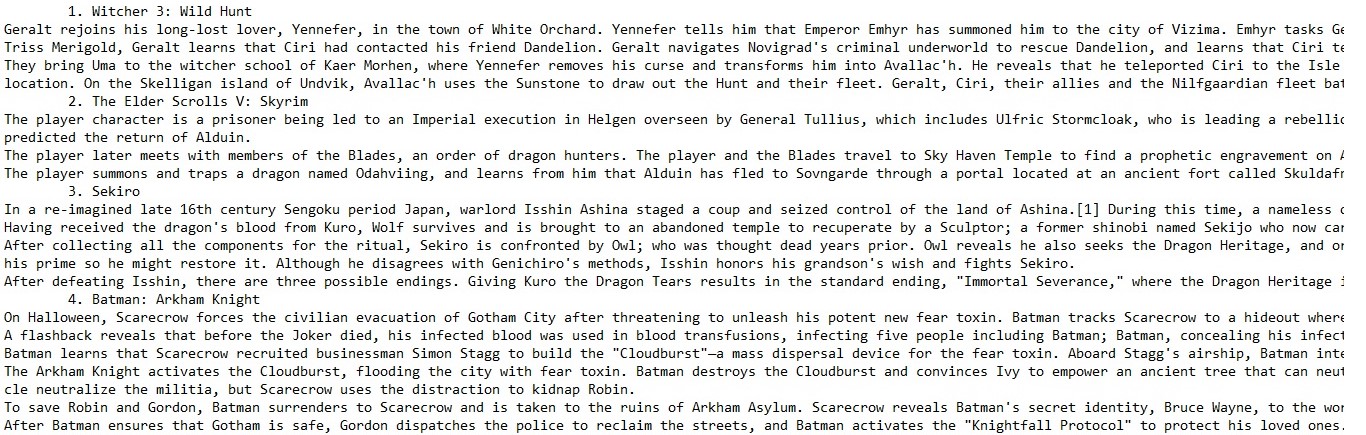 1. Witcher 3: Wild Hunt
Geralt rejoins his long-lost lover, Yennefer, in the town of White Orchard. Yennefer tells him that Emperor Emhyr has summoned him to the city of Vizima. Emhyr tasks Ge
Triss Merigold, Geralt learns that Ciri had contacted his friend Dandelion. Geralt navigates Novigrad's criminal underworld to rescue Dandelion, and learns that Ciri te
They bring Uma to the witcher school of Kaer Morhen, where Yennefer removes his curse and transforms him into Avallac'h. He reveals that he teleported Ciri to the Isle
location. On the Skelligan island of Undvik, Avallac'h uses the Sunstone to draw out the Hunt and their fleet. Geralt, Ciri, their allies and the Nilfgaardian fleet bat
2. The Elder Scrolls V: Skyrim
The player character is a prisoner being led to an Imperial execution in Helgen overseen by General Tullius, which includes Ulfric Stormcloak, who is leading a rebellio
predicted the return of Alduin.
The player later meets with members of the Blades, an order of dragon hunters. The player and the Blades travel to Sky Haven Temple to find a prophetic engravement on A
The player summons and traps a dragon named Odahviing, and learns from him that Alduin has fled to Sovngarde through a portal located at an ancient fort called Skuldafn
3. Sekiro
In a re-imagined late 16th century Sengoku period Japan, warlord Isshin Ashina staged a coup and seized control of the land of Ashina.[1] During this time, a nameless o
Having received the dragon's blood from Kuro, Wolf survives and is brought to an abandoned temple to recuperate by a Sculptor; a former shinobi named Sekijo who now car
After collecting all the components for the ritual, Sekiro is confronted by Owl; who was thought dead years prior. Owl reveals he also seeks the Dragon Heritage, and or
his prime so he might restore it. Although he disagrees with Genichiro's methods, Isshin honors his grandson's wish and fights Sekiro.
After defeating Isshin, there are three possible endings. Giving Kuro the Dragon Tears results in the standard ending, "Immortal Severance," where the Dragon Heritage i
4. Batman: Arkham Knight
On Halloween, Scarecrow forces the civilian evacuation of Gotham City after threatening to unleash his potent new fear toxin. Batman tracks Scarecrow to a hideout where
A flashback reveals that before the Joker died, his infected blood was used in blood transfusions, infecting five people including Batman; Batman, concealing his infect
Batman learns that Scarecrow recruited businessman Simon Stagg to build the "Cloudburst"—a mass dispersal device for the fear toxin. Aboard Stagg's airship, Batman inte
The Arkham Knight activates the Cloudburst, flooding the city with fear toxin. Batman destroys the Cloudburst and convinces Ivy to empower an ancient tree that can neut
cle neutralize the militia, but Scarecrow uses the distraction to kidnap Robin.
To save Robin and Gordon, Batman surrenders to Scarecrow and is taken to the ruins of Arkham Asylum. Scarecrow reveals Batman's secret identity, Bruce Wayne, to the wor
After Batman ensures that Gotham is safe, Gordon dispatches the police to reclaim the streets, and Batman activates the "Knightfall Protocol" to protect his loved ones.